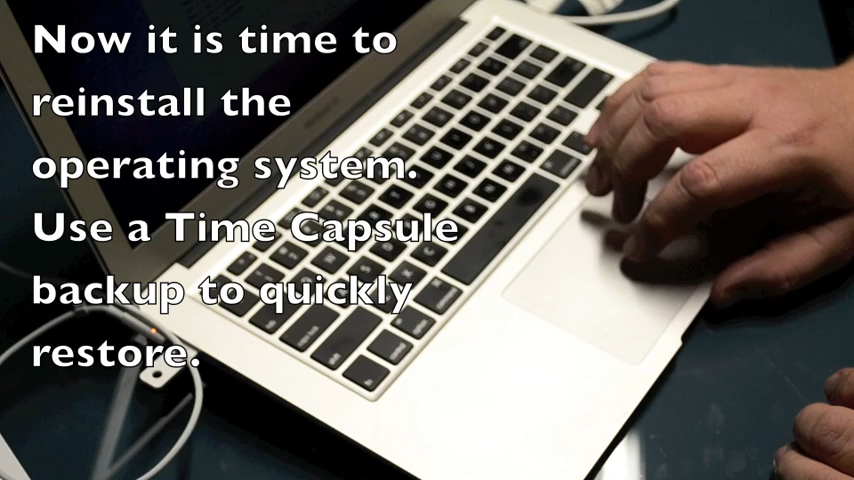 Now it is time to
reinstall the
operating system.
Use a Time Capsule
backup to quickly
restore.